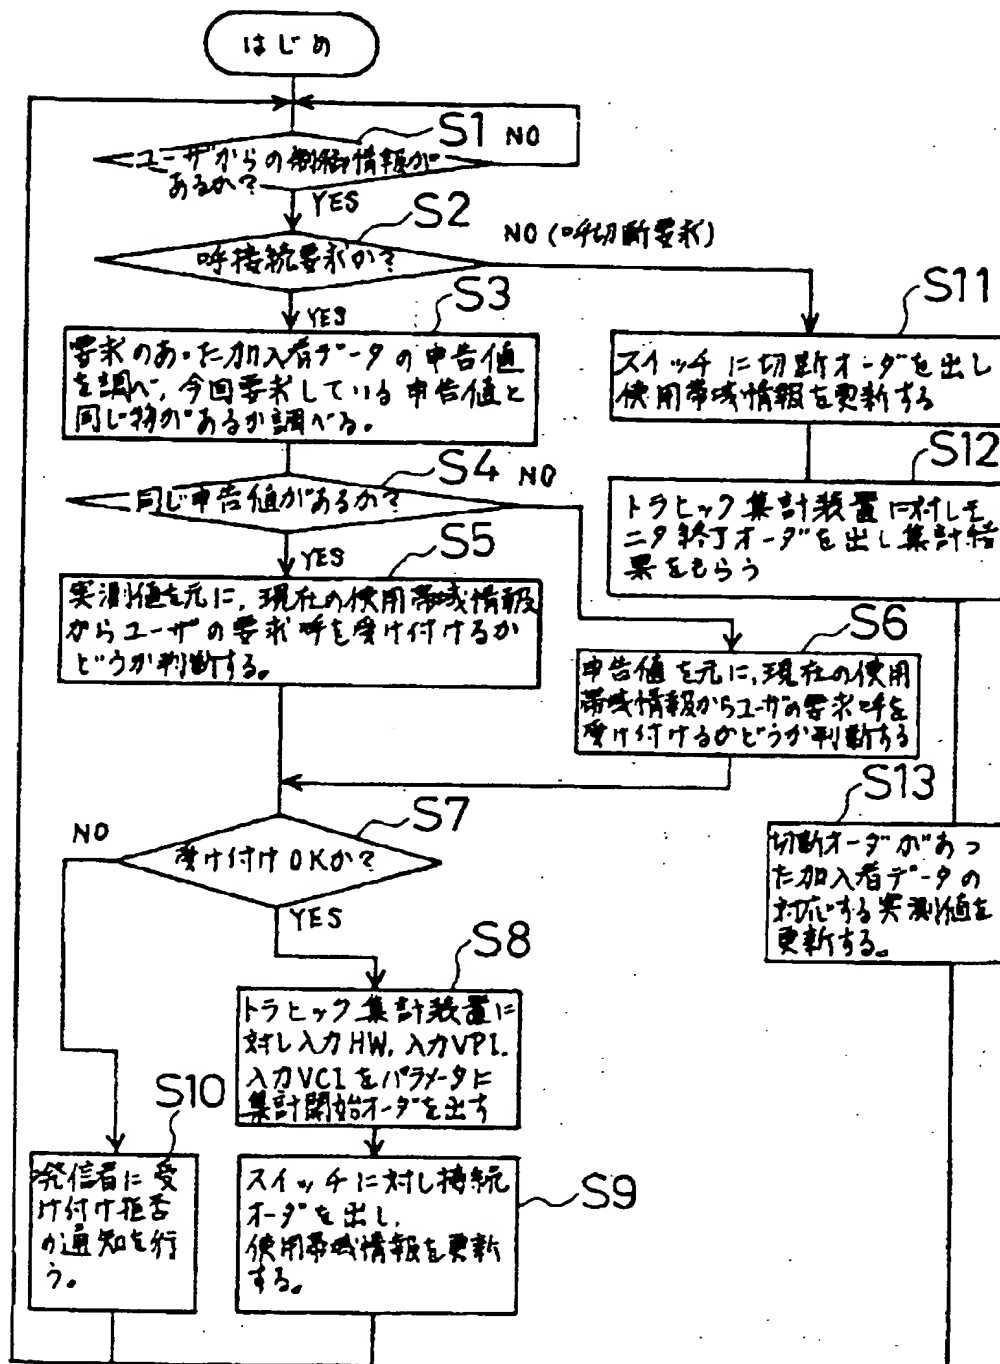 はじめ
S1 NO
ユーザからの制御情報が
あるか?
YES
S2
NO (呼切断要求)
呼接続要求か?
YES
S3
要求のあった加入者データの申告値
を調べ、今回要求している申告値と
同じ物があるか調べる。
S11
スイッチに切断オーダを出し
使用帯域情報を更新する
S4 NO
同じ申告値があるか?
YES
S12
トラヒック集計装置に対しモ
ニタ終了オーダを出し集計結
果をもらう
S5
実測値を元に、現在の使用帯域情報
からユーザの要求呼を受け付けるか
どうか判断する。
S6
申告値を元に、現在の使用
帯域情報からユーザの要求呼を
受け付けるかどうか判断する
S7
NO
受け付けOKか?
YES
S13
切断オーダがあっ
た加入者データの
対応する実測値を
更新する。
S8
トラヒック集計装置に
対し入力HW、入力VPI、
入力VCIをパラメータに
集計開始オーダを出す
S10
発信者に受
け付け拒否
の通知を行
う。
S9
スイッチに対し接続
オーダを出し、
使用帯域情報を更新
する。